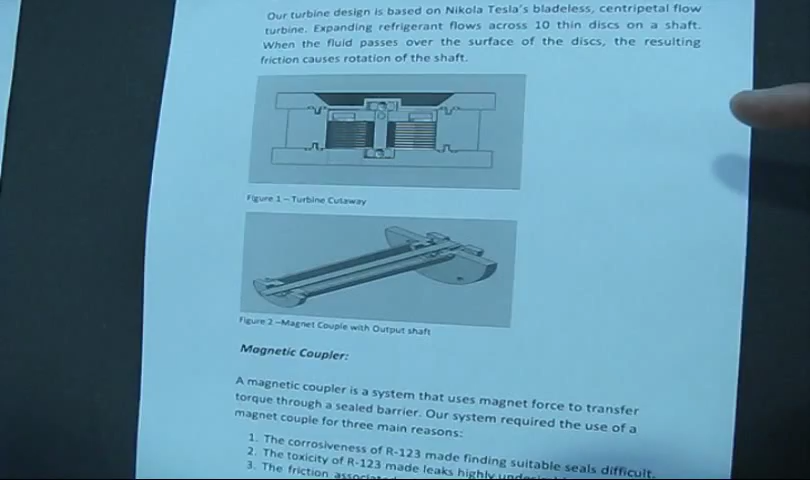 Our turbine design is based on Nikola Tesla's bladeless, centripetal flow
turbine. Expanding refrigerant flows across 10 thin discs on a shaft.
When the fluid passes over the surface of the discs, the resulting
friction causes rotation of the shaft.
Figure 1 – Turbine Cutaway
Figure 2 –Magnet Couple with Output shaft
Magnetic Coupler:
A magnetic coupler is a system that uses magnet force to transfer
torque through a sealed barrier. Our system required the use of a
magnet couple for three main reasons:
1. The corrosiveness of R-123 made finding suitable seals difficult.
2. The toxicity of R-123 made leaks highly
3. The friction